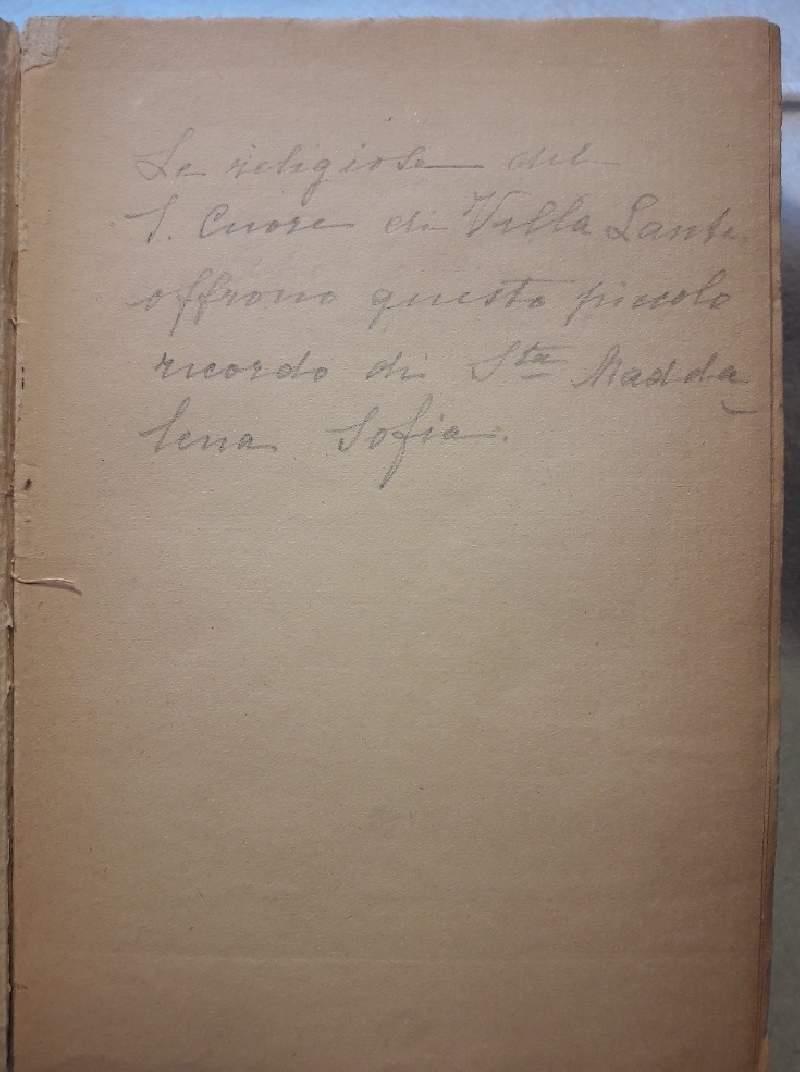 Le religiose del
S. Cuore di Villa Lante
offrono questo piccolo
ricordo di Sta Madda
lena Sofia.